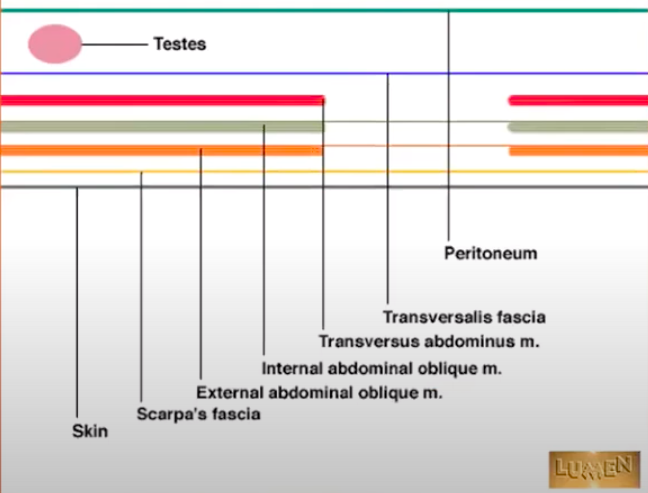 Testes
Peritoneum
Transversalis fascia
Transversus abdominus m.
Internal abdominal oblique m.
External abdominal oblique m.
Scarpa's fascia
Skin
LUMEN